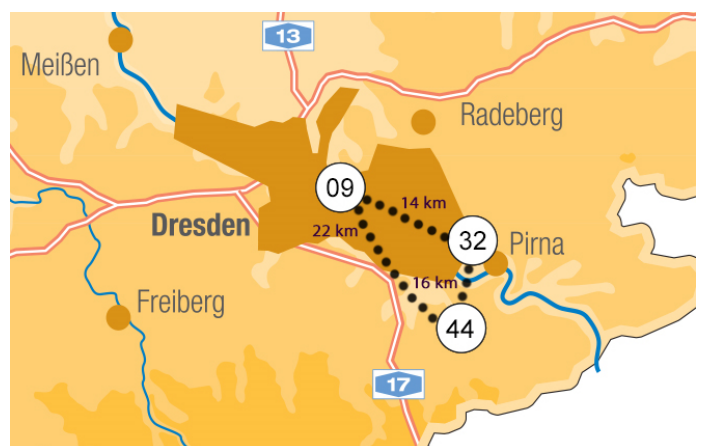 13
Meißen
Radeberg
09
14 km
Dresden
22 km
32
Pirna
16 km
Freiberg
44
17